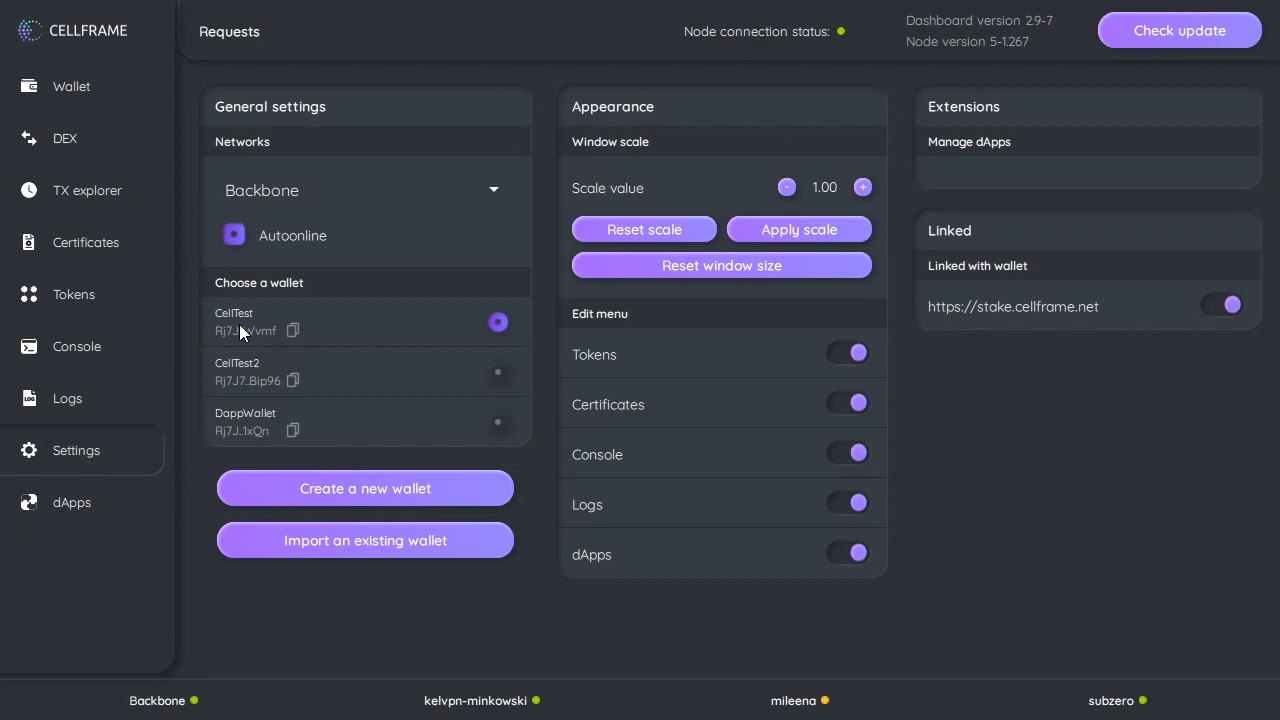 CELLFRAME
Requests
Node connection status:
Dashboard version 2.9-7
Node version 5-1.267
Check update
Wallet
DEX
TX explorer
Certificates
Tokens
Console
Logs
Settings
dApps
General settings
Networks
Backbone
Autoonline
Choose a wallet
CellTest
CellTest2
Rj7J7..Bip96
DappWallet
Rj7J..1xQn
Create a new wallet
Import an existing wallet
Appearance
Window scale
Scale value
- 1.00 +
Reset scale
Apply scale
Reset window size
Edit menu
Tokens
Certificates
Console
Logs
dApps
Extensions
Manage dApps
Linked
Linked with wallet
https://stake.cellframe.net
Backbone
kelvpn-minkowski
mileena
subzero